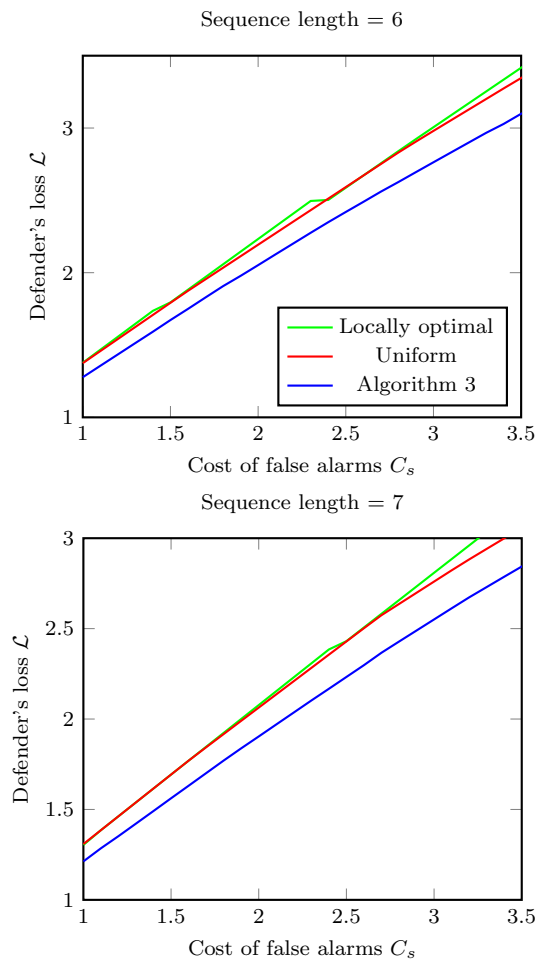 Sequence length = 6
3
2
1
Defender's loss ℒ
Locally optimal
Uniform
Algorithm 3
1 1.5 2 2.5 3 3.5
Cost of false alarms Cₛ
Sequence length = 7
3
2.5
2
1.5
1
Defender's loss ℒ
1 1.5 2 2.5 3 3.5
Cost of false alarms Cₛ